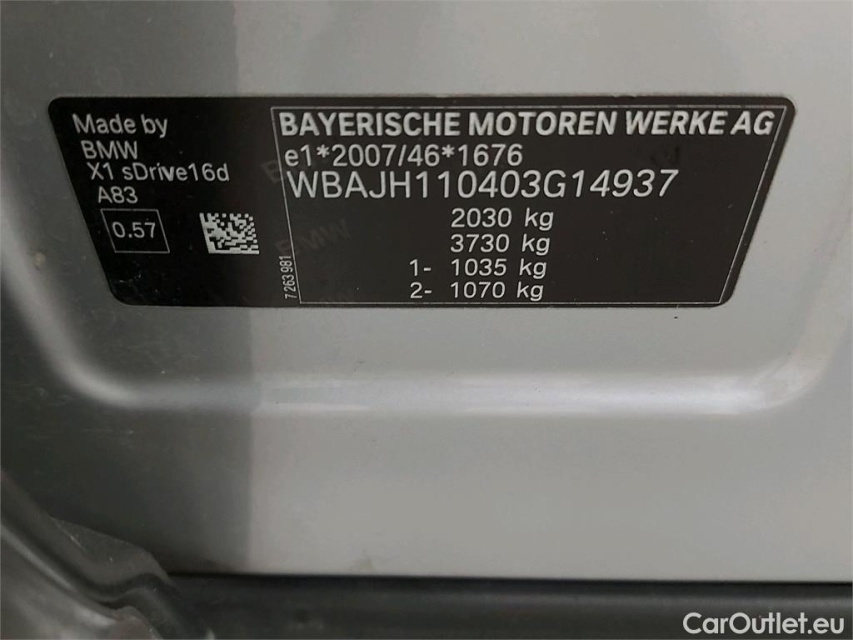 Made by
BMW
X1 sDrive16d
A83
0.57
7 263 981
BAYERISCHE MOTOREN WERKE AG
e1*2007/46*1676
WBAJH110403G14937
2030 kg
3730 kg
1- 1035 kg
2- 1070 kg
BMW
CarOutlet.eu